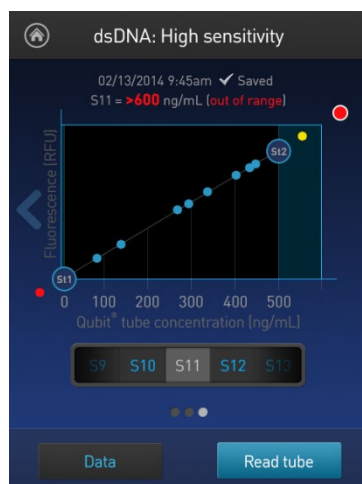 dsDNA: High sensitivity
02/13/2014 9:45am ✔ Saved
S11 = >600 ng/mL (out of range)
Fluorescence (RFU)
St2
St1
0 100 200 300 400 500
Qubit® tube concentration (ng/mL)
S9 S10 S11 S12 S13
Data Read tube